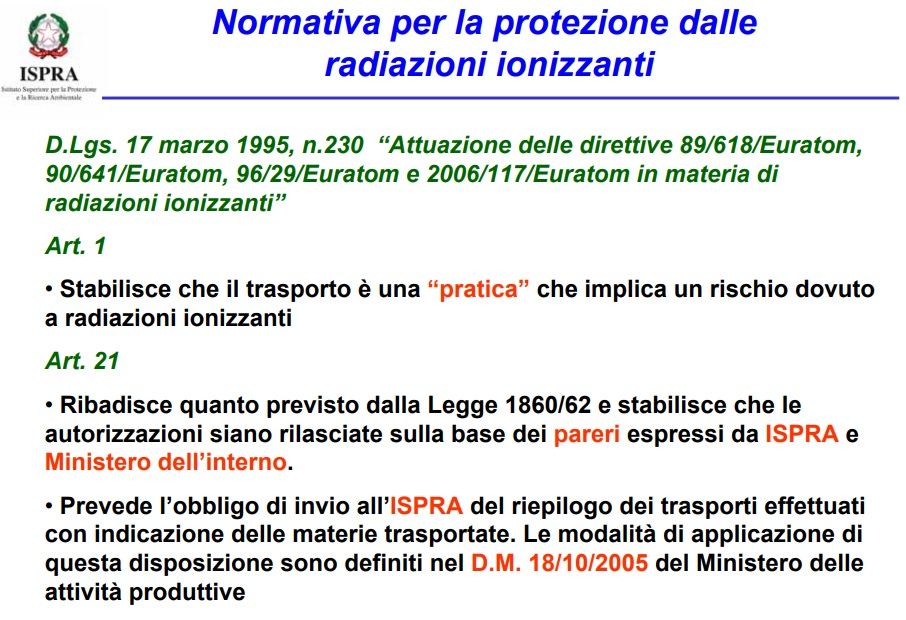 Normativa per la protezione dalle
radiazioni ionizzanti
ISPRA
Istituto Superiore per la Protezione
e la Ricerca Ambientale
D.Lgs. 17 marzo 1995, n.230 “Attuazione delle direttive 89/618/Euratom,
90/641/Euratom, 96/29/Euratom e 2006/117/Euratom in materia di
radiazioni ionizzanti”
Art. 1
• Stabilisce che il trasporto è una “pratica” che implica un rischio dovuto
a radiazioni ionizzanti
Art. 21
• Ribadisce quanto previsto dalla Legge 1860/62 e stabilisce che le
autorizzazioni siano rilasciate sulla base dei pareri espressi da ISPRA e
Ministero dell’interno.
• Prevede l’obbligo di invio all’ISPRA del riepilogo dei trasporti effettuati
con indicazione delle materie trasportate. Le modalità di applicazione di
questa disposizione sono definiti nel D.M. 18/10/2005 del Ministero delle
attività produttive